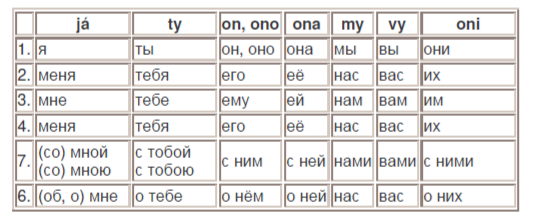 já ty on, ono ona my vy oni
1. я ты он, оно она мы вы они
2. меня тебя его её нас вас их
3. мне тебе ему ей нам вам им
4. меня тебя его её нас вас их
7. (со) мной с тобой с ним с ней нами вами с ними
(со) мною с тобою
6. (об, о) мне о тебе о нём о ней нас вас о них